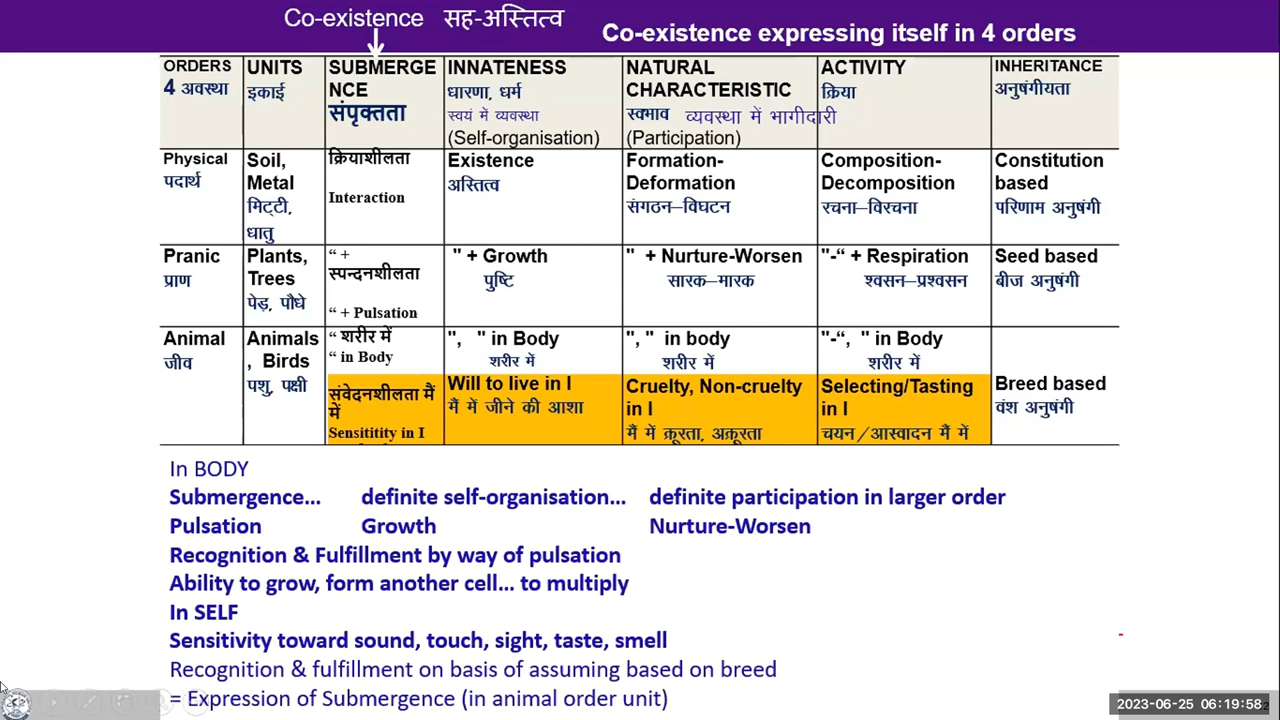 Co-existence सह-अस्तित्व
Co-existence expressing itself in 4 orders
ORDERS
4 अवस्था
UNITS
इकाई
SUBMERGE
NCE
संपृक्तता
INNATENESS
धारणा, धर्म
स्वयं में व्यवस्था
(Self-organisation)
NATURAL
CHARACTERISTIC
स्वभाव व्यवस्था में भागीदारी
(Participation)
ACTIVITY
क्रिया
INHERITANCE
अनुषंगीयता
Physical
पदार्थ
Soil,
Metal
मिट्टी,
धातु
क्रियाशीलता
Interaction
Existence
अस्तित्व
Formation-
Deformation
संगठन–विघटन
Composition-
Decomposition
रचना–विरचना
Constitution
based
परिणाम अनुषंगी
Pranic
प्राण
Plants,
Trees
पेड़, पौधे
“ +
स्पन्दनशीलता
“ + Pulsation
" + Growth
पुष्टि
" + Nurture-Worsen
सारक–मारक
"-“ + Respiration
श्वसन–प्रश्वसन
Seed based
बीज अनुषंगी
Animal
जीव
Animals
, Birds
पशु, पक्षी
“ शरीर में
“ in Body
संवेदनशीलता मैं
में
Sensititity in I
", " in Body
शरीर में
Will to live in I
मैं में जीने की आशा
", " in body
शरीर में
Cruelty, Non-cruelty
in I
मैं में क्रूरता, अक्रूरता
"-“, " in Body
शरीर में
Selecting/Tasting
in I
चयन/आस्वादन मैं में
Breed based
वंश अनुषंगी
In BODY
Submergence... definite self-organisation... definite participation in larger order
Pulsation Growth Nurture-Worsen
Recognition & Fulfillment by way of pulsation
Ability to grow, form another cell... to multiply
In SELF
Sensitivity toward sound, touch, sight, taste, smell
Recognition & fulfillment on basis of assuming based on breed
= Expression of Submergence (in animal order unit)
2023-06-25 06:19:58